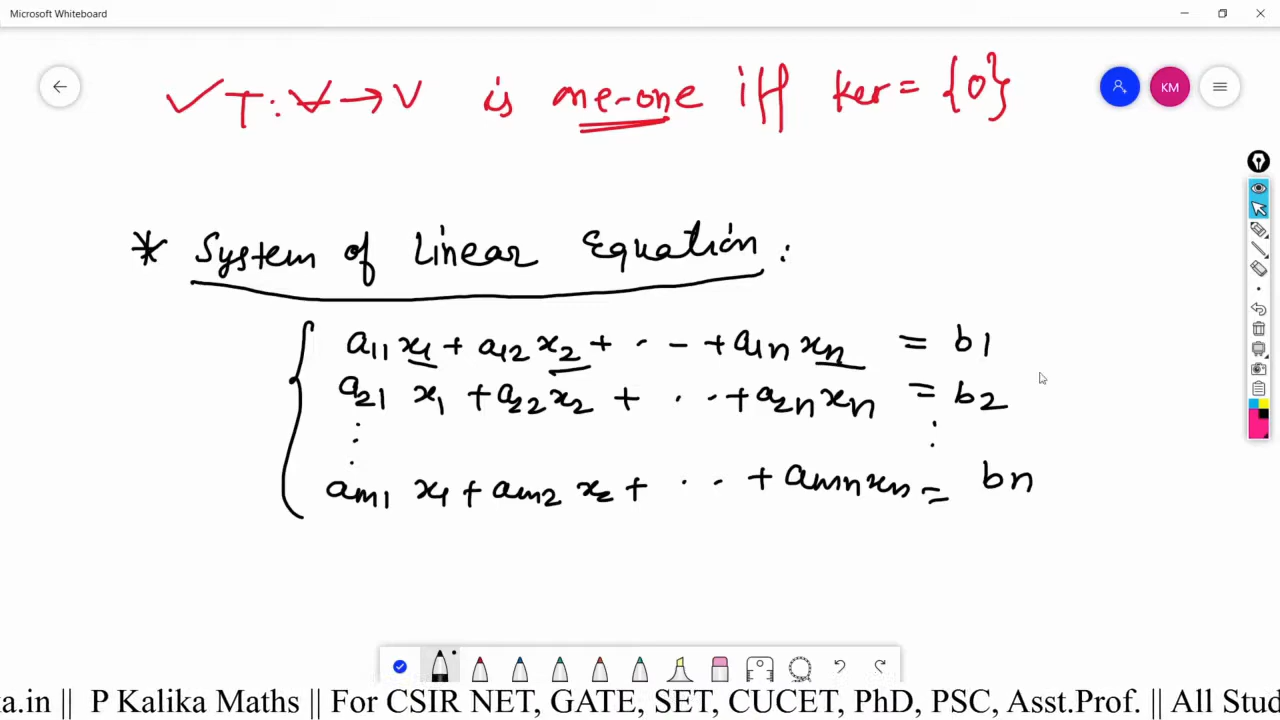 Microsoft Whiteboard
KM
✓ T: V → V is one-one iff ker = {0}
* System of Linear Equation :
a11 x1 + a12 x2 + ·· – + a1n xn = b1
a21 x1 + a22 x2 + · ·· + a2n xn = b2
⋮ ⋮
am1 x1 + am2 x2 + · ·· + amn xn = bn
ka.in || P Kalika Maths || For CSIR NET, GATE, SET, CUCET, PhD, PSC, Asst.Prof. || All Stud